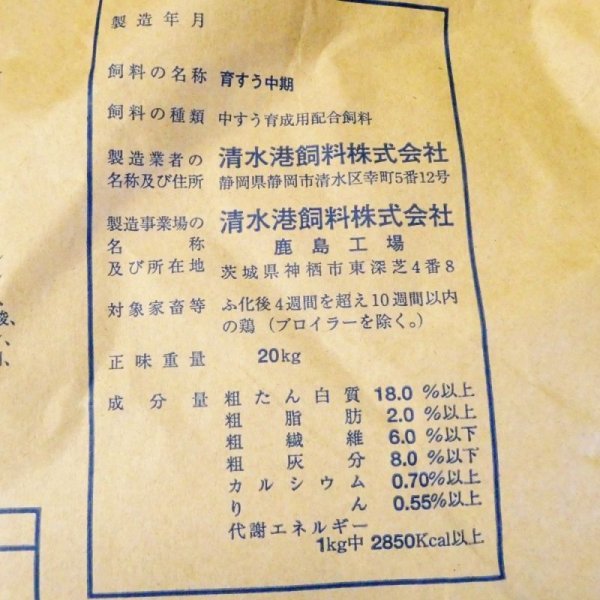 製造年月
飼料の名称 育すう中期
飼料の種類 中すう育成用配合飼料
製造業者の 清水港飼料株式会社
名称及び住所 静岡県静岡市清水区幸町5番12号
製造事業場の 清水港飼料株式会社
名称 鹿島工場
及び所在地 茨城県神栖市東深芝4番8
対象家畜等 ふ化後4週間を超え10週間以内
の鶏(ブロイラーを除く。)
正味重量 20kg
成分量 粗たん白質 18.0 %以上
粗脂肪 2.0 %以上
粗繊維 6.0 %以下
粗灰分 8.0 %以下
カルシウム 0.70%以上
りん 0.55%以上
代謝エネルギー
1kg中 2850Kcal以上